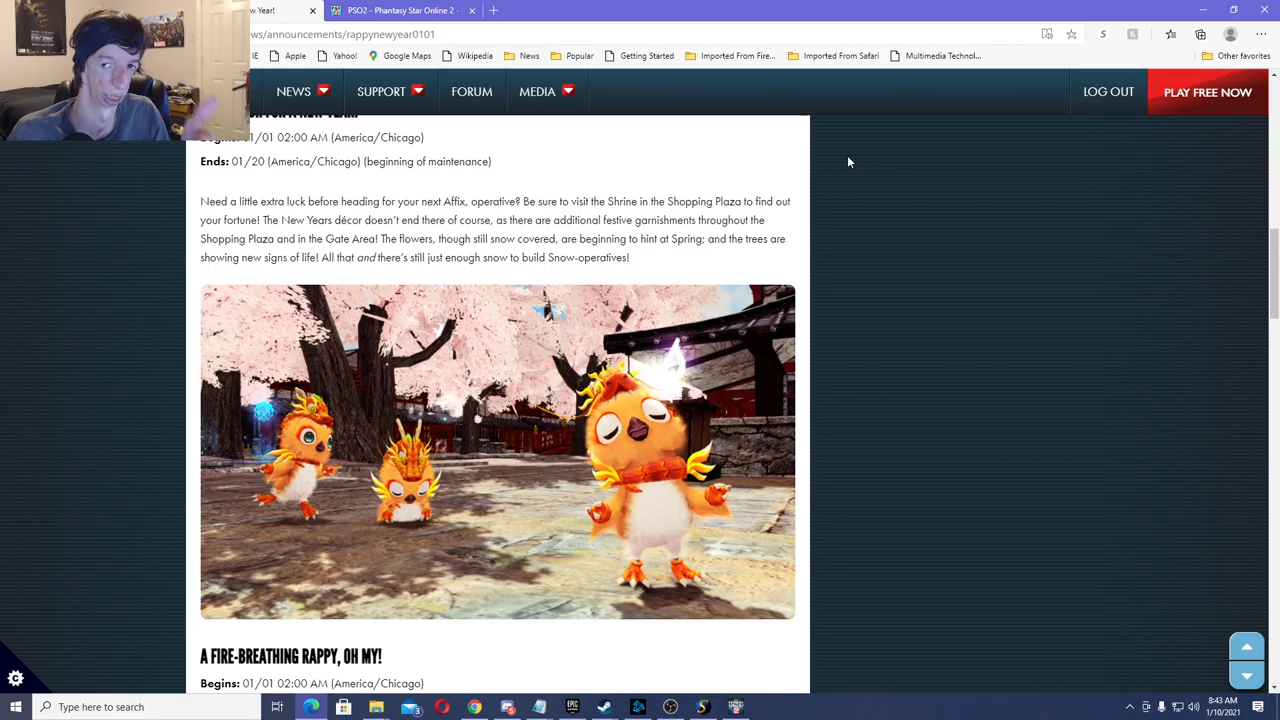 w Year!
PSO2 - Phantasy Star Online 2 -
ws/announcements/rappynewyear0101
IE
Apple
Yahoo!
Google Maps
Wikipedia
News
Popular
Getting Started
Imported From Fire...
Imported From Safari
Multimedia Technol...
Other favorites
NEWS
SUPPORT
FORUM
MEDIA
LOG OUT
PLAY FREE NOW
01/01 02:00 AM (America/Chicago)
Ends: 01/20 (America/Chicago) (beginning of maintenance)
Need a little extra luck before heading for your next Affix, operative? Be sure to visit the Shrine in the Shopping Plaza to find out
your fortune! The New Years décor doesn't end there of course, as there are additional festive garnishments throughout the
Shopping Plaza and in the Gate Area! The flowers, though still snow covered, are beginning to hint at Spring; and the trees are
showing new signs of life! All that and there's still just enough snow to build Snow-operatives!
A FIRE-BREATHING RAPPY, OH MY!
Begins: 01/01 02:00 AM (America/Chicago)
Type here to search
8:43 AM
1/10/2021